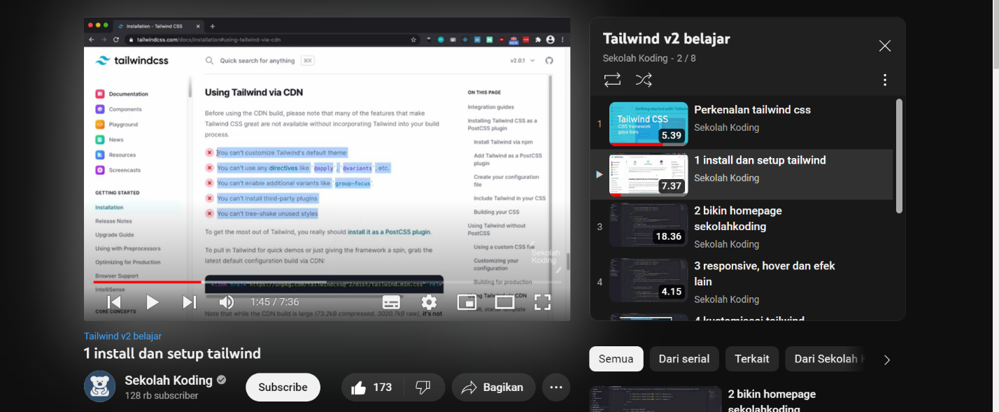 Installation - Tailwind CSS
tailwindcss.com/docs/installation#using-tailwind-via-cdn
NEW
tailwindcss
Quick search for anything
⌘K
v2.0.1
Documentation
Components
Playground
News
Resources
Screencasts
GETTING STARTED
Installation
Release Notes
Upgrade Guide
Using with Preprocessors
Optimizing for Production
Browser Support
IntelliSense
CORE CONCEPTS
Using Tailwind via CDN
Before using the CDN build, please note that many of the features that make
Tailwind CSS great are not available without incorporating Tailwind into your build
process.
You can't customize Tailwind's default theme
You can't use any directives like `@apply`, `@variants`, etc.
You can't enable additional variants like `group-focus`
You can't install third-party plugins
You can't tree-shake unused styles
To get the most out of Tailwind, you really should install it as a PostCSS plugin.
To pull in Tailwind for quick demos or just giving the framework a spin, grab the
latest default configuration build via CDN:
<link href="https://unpkg.com/tailwindcss@^2/dist/tailwind.min.css" rel=
Note that while the CDN build is large (73.2kB compressed, 3020.7kB raw), it's not
ON THIS PAGE
Integration guides
Installing Tailwind CSS as a
PostCSS plugin
Install Tailwind via npm
Add Tailwind as a PostCSS
plugin
Create your configuration
file
Include Tailwind in your CSS
Building your CSS
Using Tailwind without
PostCSS
Using a custom CSS file
Customizing your
configuration
Building for production
Using Tailwind via CDN
HTML starter template
Sekolah
Koding
1:45 / 7:36
Tailwind v2 belajar
1 install dan setup tailwind
Sekolah Koding
128 rb subscriber
Subscribe
173
Bagikan
Tailwind v2 belajar
Sekolah Koding - 2 / 8
1
Getting started with Tailwin
Tailwind CSS
CSS framework
gaya baru
5.39
Perkenalan tailwind css
Sekolah Koding
7.37
1 install dan setup tailwind
Sekolah Koding
3
18.36
2 bikin homepage
sekolahkoding
Sekolah Koding
4
4.15
3 responsive, hover dan efek
lain
Sekolah Koding
4 kustomisasi tailwind
Semua
Dari serial
Terkait
Dari Sekolah K
2 bikin homepage
sekolahkoding